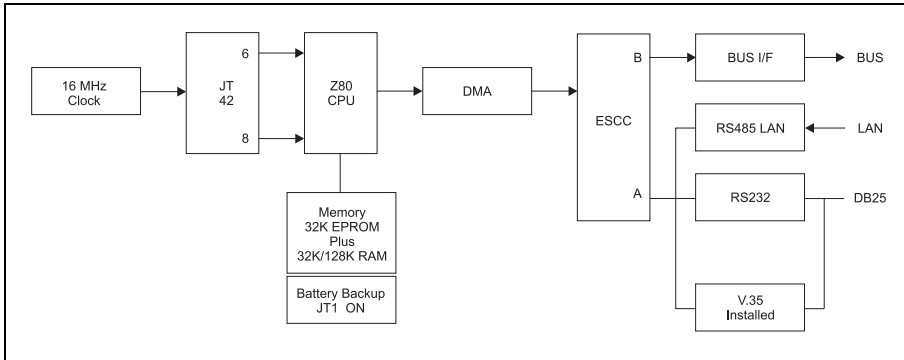 16 MHz
Clock
JT
42
6
8
Z80
CPU
DMA
ESCC
B
A
BUS I/F
BUS
RS485 LAN
LAN
RS232
DB25
V.35
Installed
Memory
32K EPROM
Plus
32K/128K RAM
Battery Backup
JT1 ON